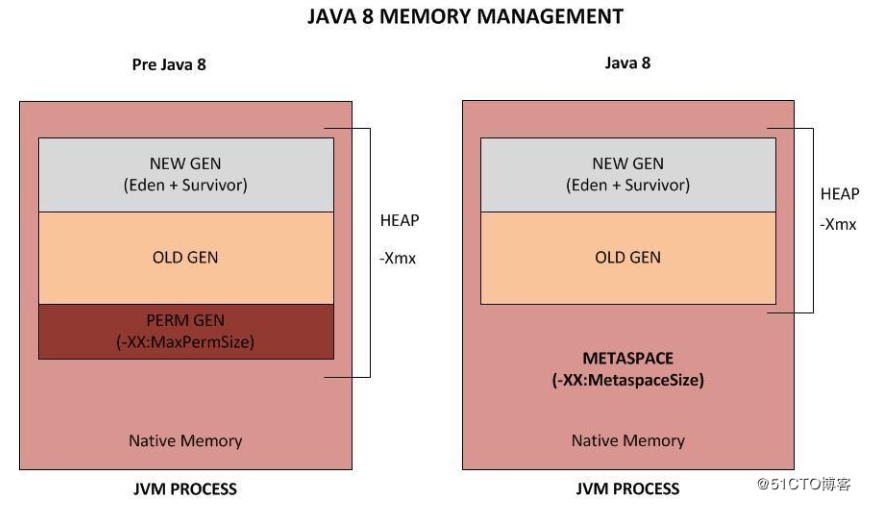 JAVA 8 MEMORY MANAGEMENT
Pre Java 8
NEW GEN
(Eden + Survivor)
OLD GEN
PERM GEN
(-XX:MaxPermSize)
Native Memory
HEAP
-Xmx
JVM PROCESS
Java 8
NEW GEN
(Eden + Survivor)
OLD GEN
METASPACE
(-XX:MetaspaceSize)
Native Memory
HEAP
-Xmx
JVM PROCESS
@51CTO博客